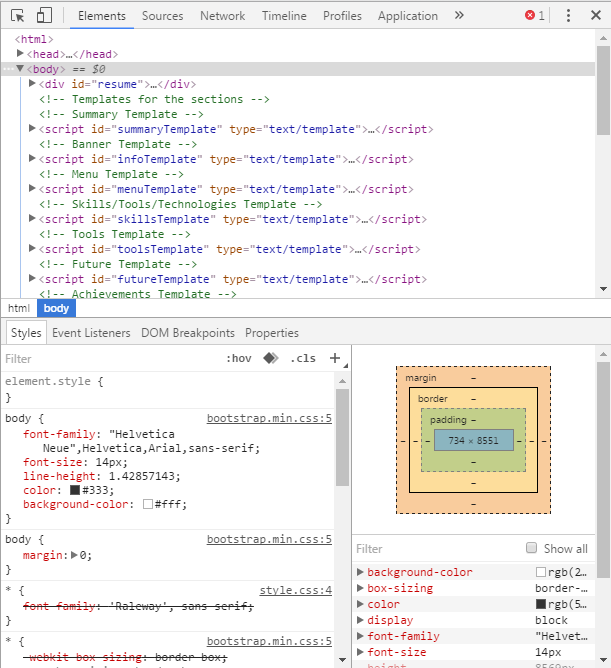 Elements Sources Network Timeline Profiles Application » 1
<html>
<head>…</head>
… <body> == $0
<div id="resume">…</div>
<!-- Templates for the sections -->
<!-- Summary Template -->
<script id="summaryTemplate" type="text/template">…</script>
<!-- Banner Template -->
<script id="infoTemplate" type="text/template">…</script>
<!-- Menu Template -->
<script id="menuTemplate" type="text/template">…</script>
<!-- Skills/Tools/Technologies Template -->
<script id="skillsTemplate" type="text/template">…</script>
<!-- Tools Template -->
<script id="toolsTemplate" type="text/template">…</script>
<!-- Future Template -->
<script id="futureTemplate" type="text/template">…</script>
<!-- Achievements Template -->
html body
Styles Event Listeners DOM Breakpoints Properties
Filter :hov .cls +
element.style {
}
body { bootstrap.min.css:5
font-family: "Helvetica
Neue",Helvetica,Arial,sans-serif;
font-size: 14px;
line-height: 1.42857143;
color: #333;
background-color: #fff;
}
body { bootstrap.min.css:5
margin: 0;
}
* { style.css:4
font-family: 'Raleway', sans-serif;
}
* { bootstrap.min.css:5
-webkit-box-sizing: border-box;
margin –
border –
padding –
– – – 734 × 8551 – – –
–
–
–
Filter Show all
background-color rgb(2…
box-sizing border-…
color rgb(5…
display block
font-family "Helvet…
font-size 14px
height 8569px